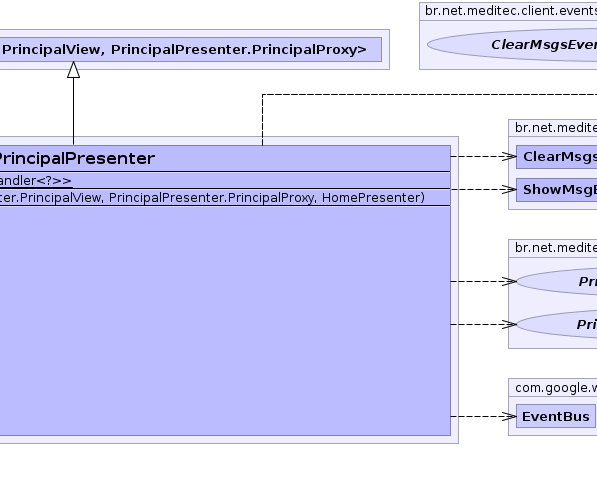 br.net.meditec.client.events
ClearMsgsEven
PrincipalView, PrincipalPresenter.PrincipalProxy>
br.net.medite
PrincipalPresenter
ClearMsgs
andler<?>>
ShowMsgE
ter.PrincipalView, PrincipalPresenter.PrincipalProxy, HomePresenter)
br.net.medite
Pri
Pri
com.google.w
EventBus